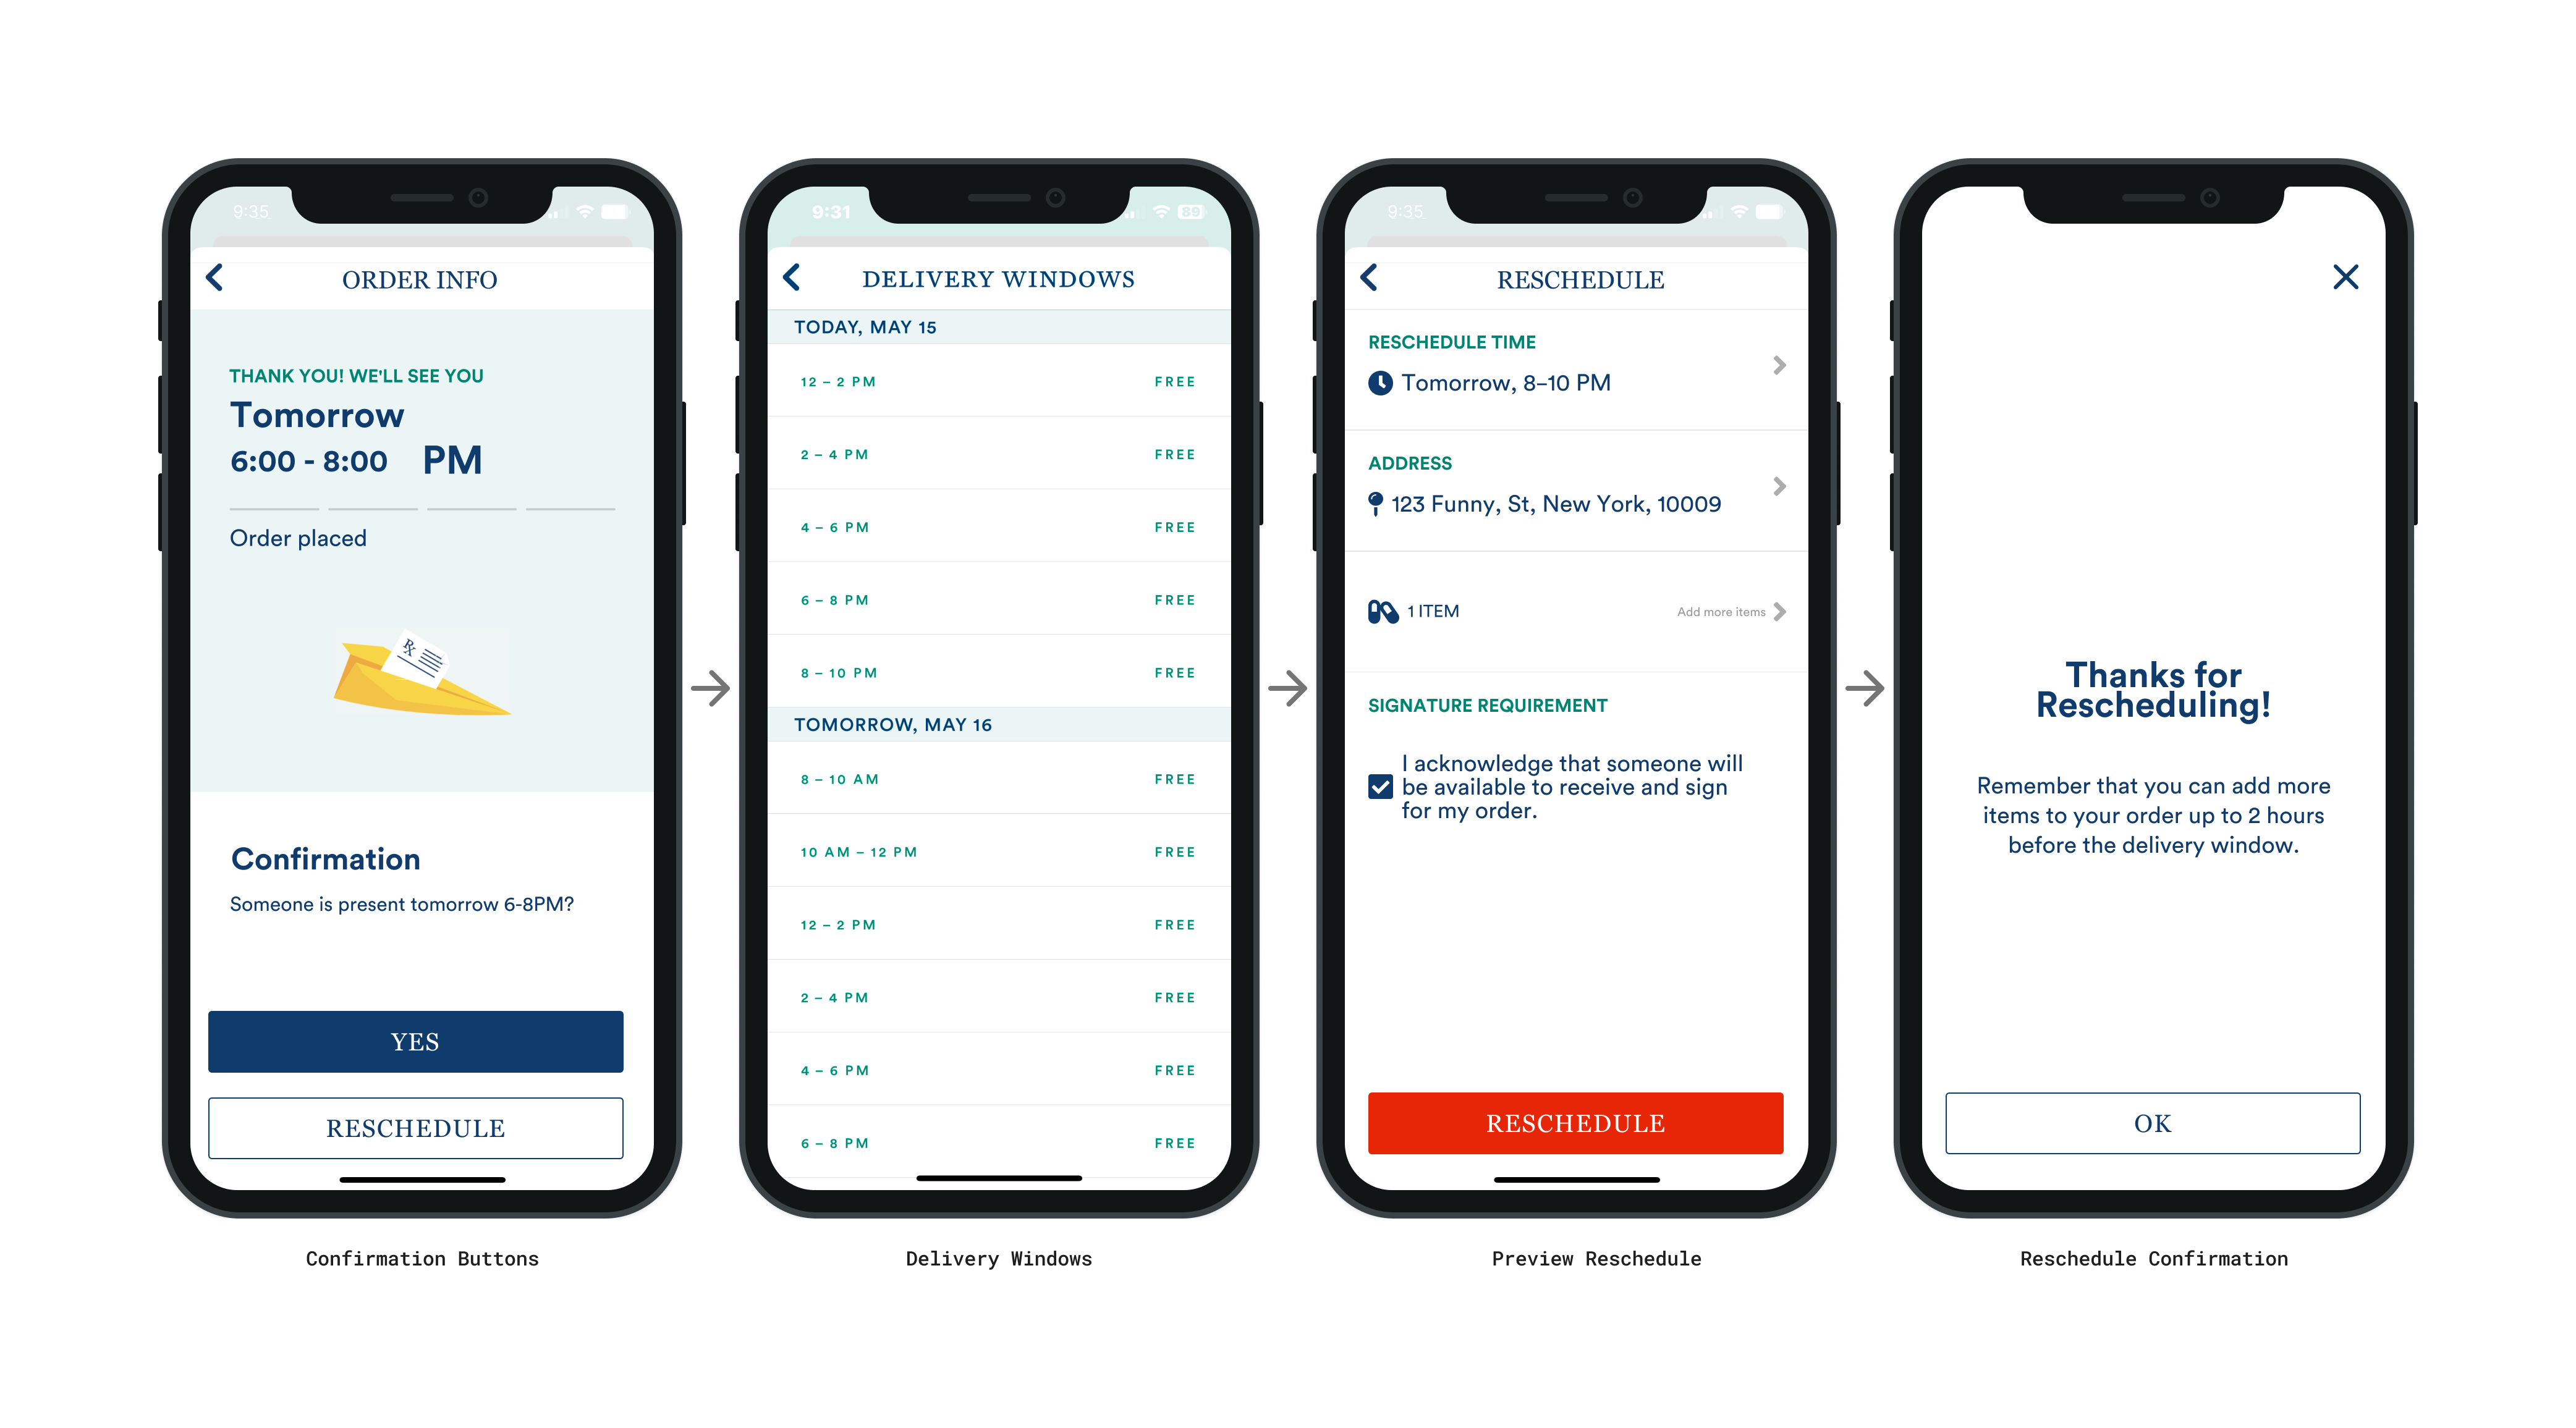 9:35
ORDER INFO
THANK YOU! WE'LL SEE YOU
Tomorrow
6:00 - 8:00 PM
Order placed
Rx
Confirmation
Someone is present tomorrow 6-8PM?
YES
RESCHEDULE
Confirmation Buttons
9:31
89
DELIVERY WINDOWS
TODAY, MAY 15
12 – 2 PM FREE
2 – 4 PM FREE
4 – 6 PM FREE
6 – 8 PM FREE
8 – 10 PM FREE
TOMORROW, MAY 16
8 – 10 AM FREE
10 AM – 12 PM FREE
12 – 2 PM FREE
2 – 4 PM FREE
4 – 6 PM FREE
6 – 8 PM FREE
Delivery Windows
9:35
RESCHEDULE
RESCHEDULE TIME
Tomorrow, 8–10 PM
ADDRESS
123 Funny, St, New York, 10009
1 ITEM Add more items
SIGNATURE REQUIREMENT
I acknowledge that someone will
be available to receive and sign
for my order.
RESCHEDULE
Preview Reschedule
Thanks for
Rescheduling!
Remember that you can add more
items to your order up to 2 hours
before the delivery window.
OK
Reschedule Confirmation